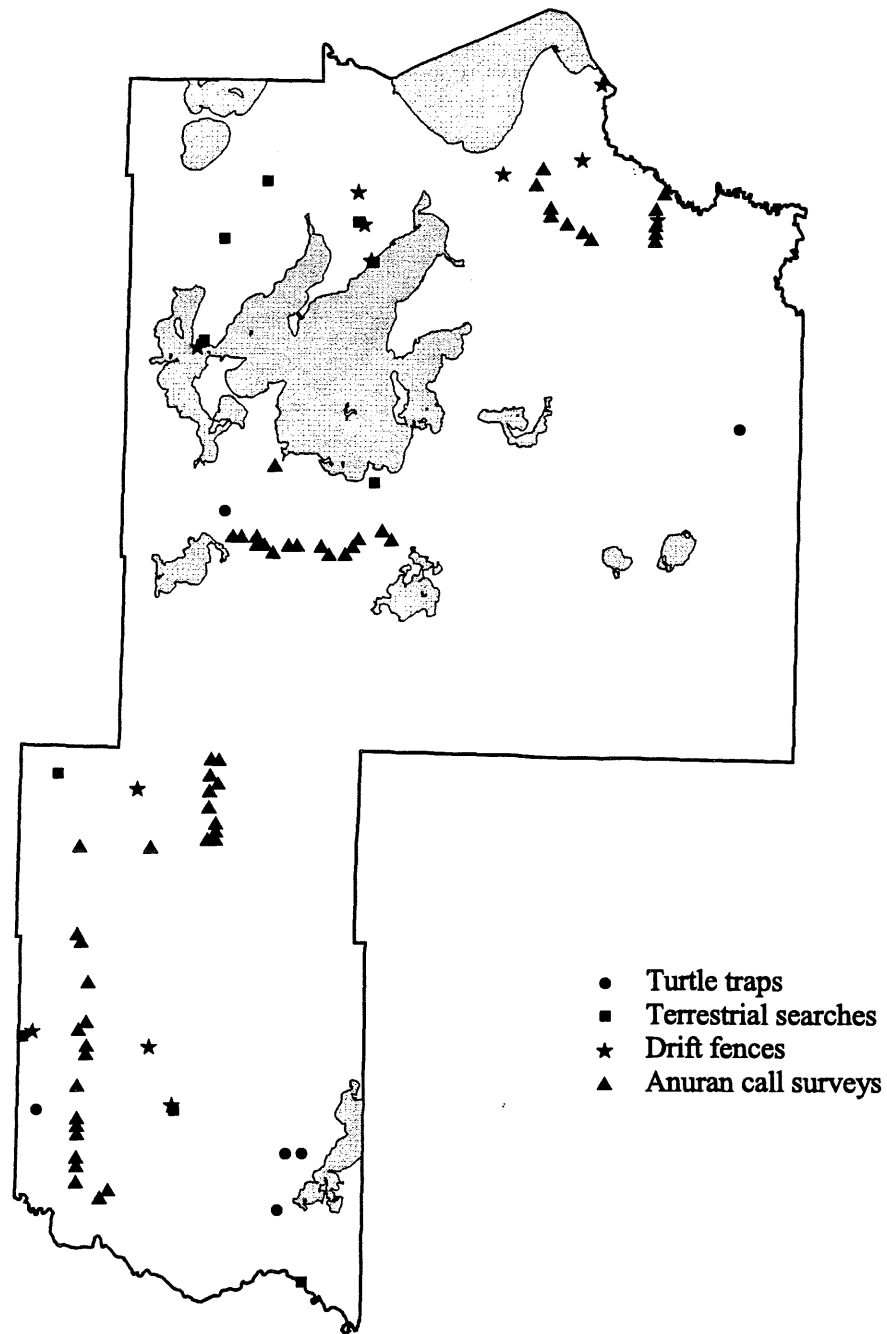 Turtle traps
Terrestrial searches
Drift fences
Anuran call surveys